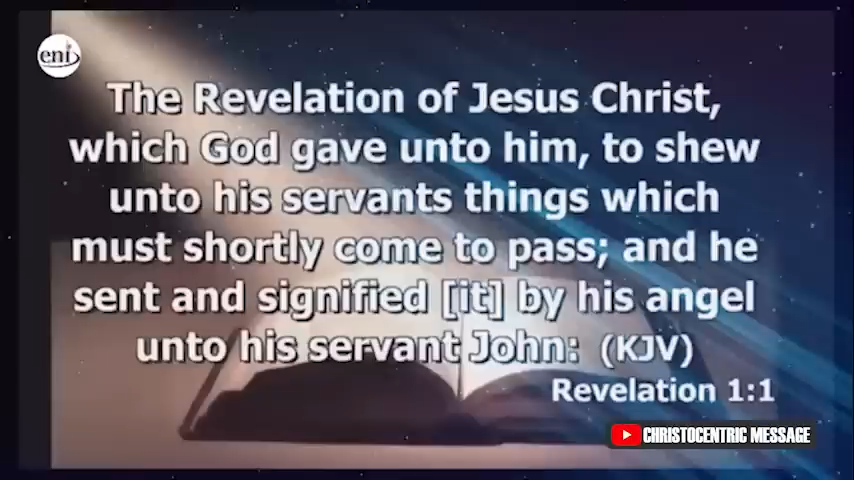 eni
The Revelation of Jesus Christ,
which God gave unto him, to shew
unto his servants things which
must shortly come to pass; and he
sent and signified [it] by his angel
unto his servant John: (KJV)
Revelation 1:1
CHRISTOCENTRIC MESSAGE